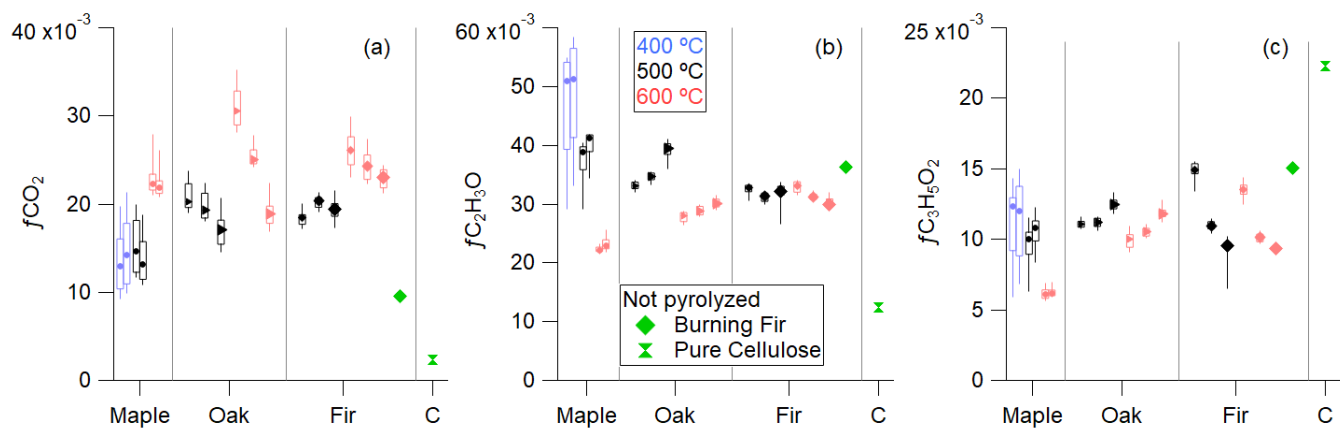 40 x10⁻³
30
20
10
0
fCO₂
(a)
Maple
Oak
Fir
C
60 x10⁻³
50
40
30
20
10
0
fC₂H₃O
400 ºC
500 ºC
600 ºC
(b)
Not pyrolyzed
Burning Fir
Pure Cellulose
Maple
Oak
Fir
C
25 x10⁻³
20
15
10
5
0
fC₃H₅O₂
(c)
Maple
Oak
Fir
C